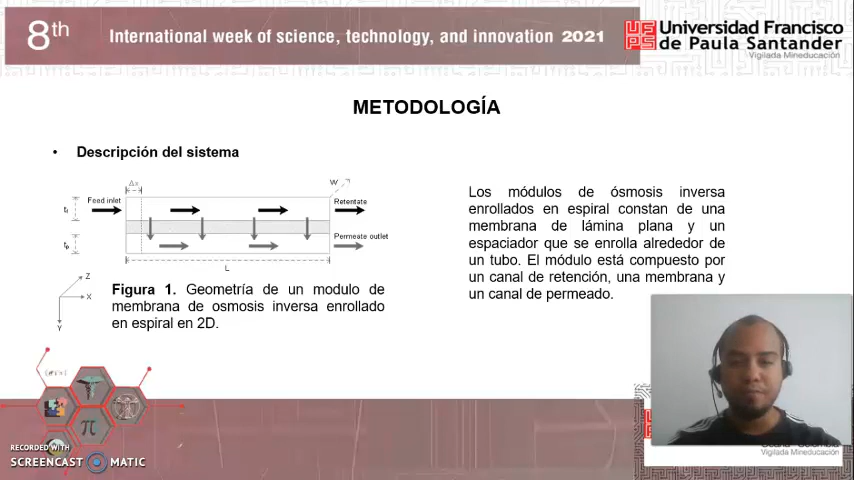 8th
International week of science, technology, and innovation 2021
Universidad Francisco
de Paula Santander
Vigilada Mineducación
METODOLOGÍA
• Descripción del sistema
Δx
W
Feed inlet
Retentate
tf
tp
Permeate outlet
L
Z
X
Y
Figura 1. Geometría de un modulo de
membrana de osmosis inversa enrollado
en espiral en 2D.
Los módulos de ósmosis inversa
enrollados en espiral constan de una
membrana de lámina plana y un
espaciador que se enrolla alrededor de
un tubo. El módulo está compuesto por
un canal de retención, una membrana y
un canal de permeado.
π
RECORDED WITH
SCREENCAST MATIC
Vigilada Mineducación